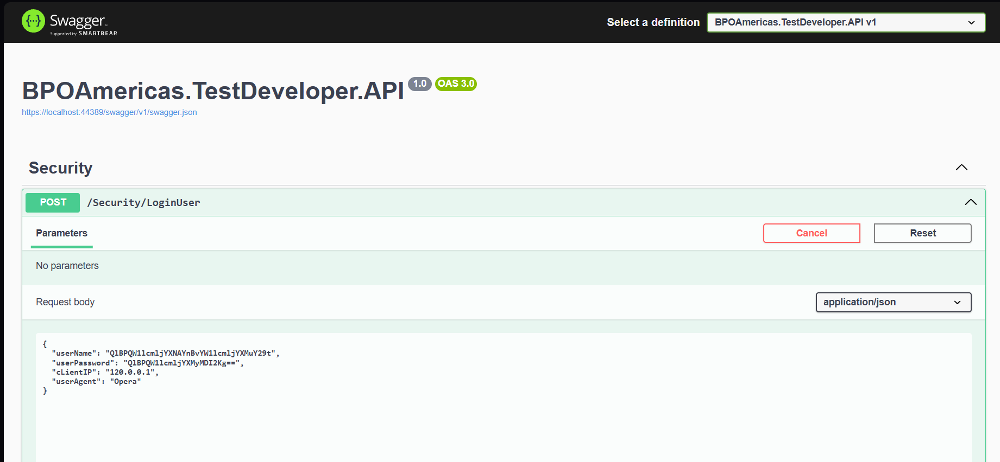 Swagger
Supported by SMARTBEAR
Select a definition
BPOAmericas.TestDeveloper.API v1
BPOAmericas.TestDeveloper.API 1.0 OAS 3.0
https://localhost:44389/swagger/v1/swagger.json
Security
POST /Security/LoginUser
Parameters
Cancel
Reset
No parameters
Request body
application/json
{
"userName": "QlBPQW1lcmljYXNAYnBvYW1lcmljYXMuY29t",
"userPassword": "QlBPQW1lcmljYXMyMDI2Kg==",
"cLientIP": "120.0.0.1",
"userAgent": "Opera"
}